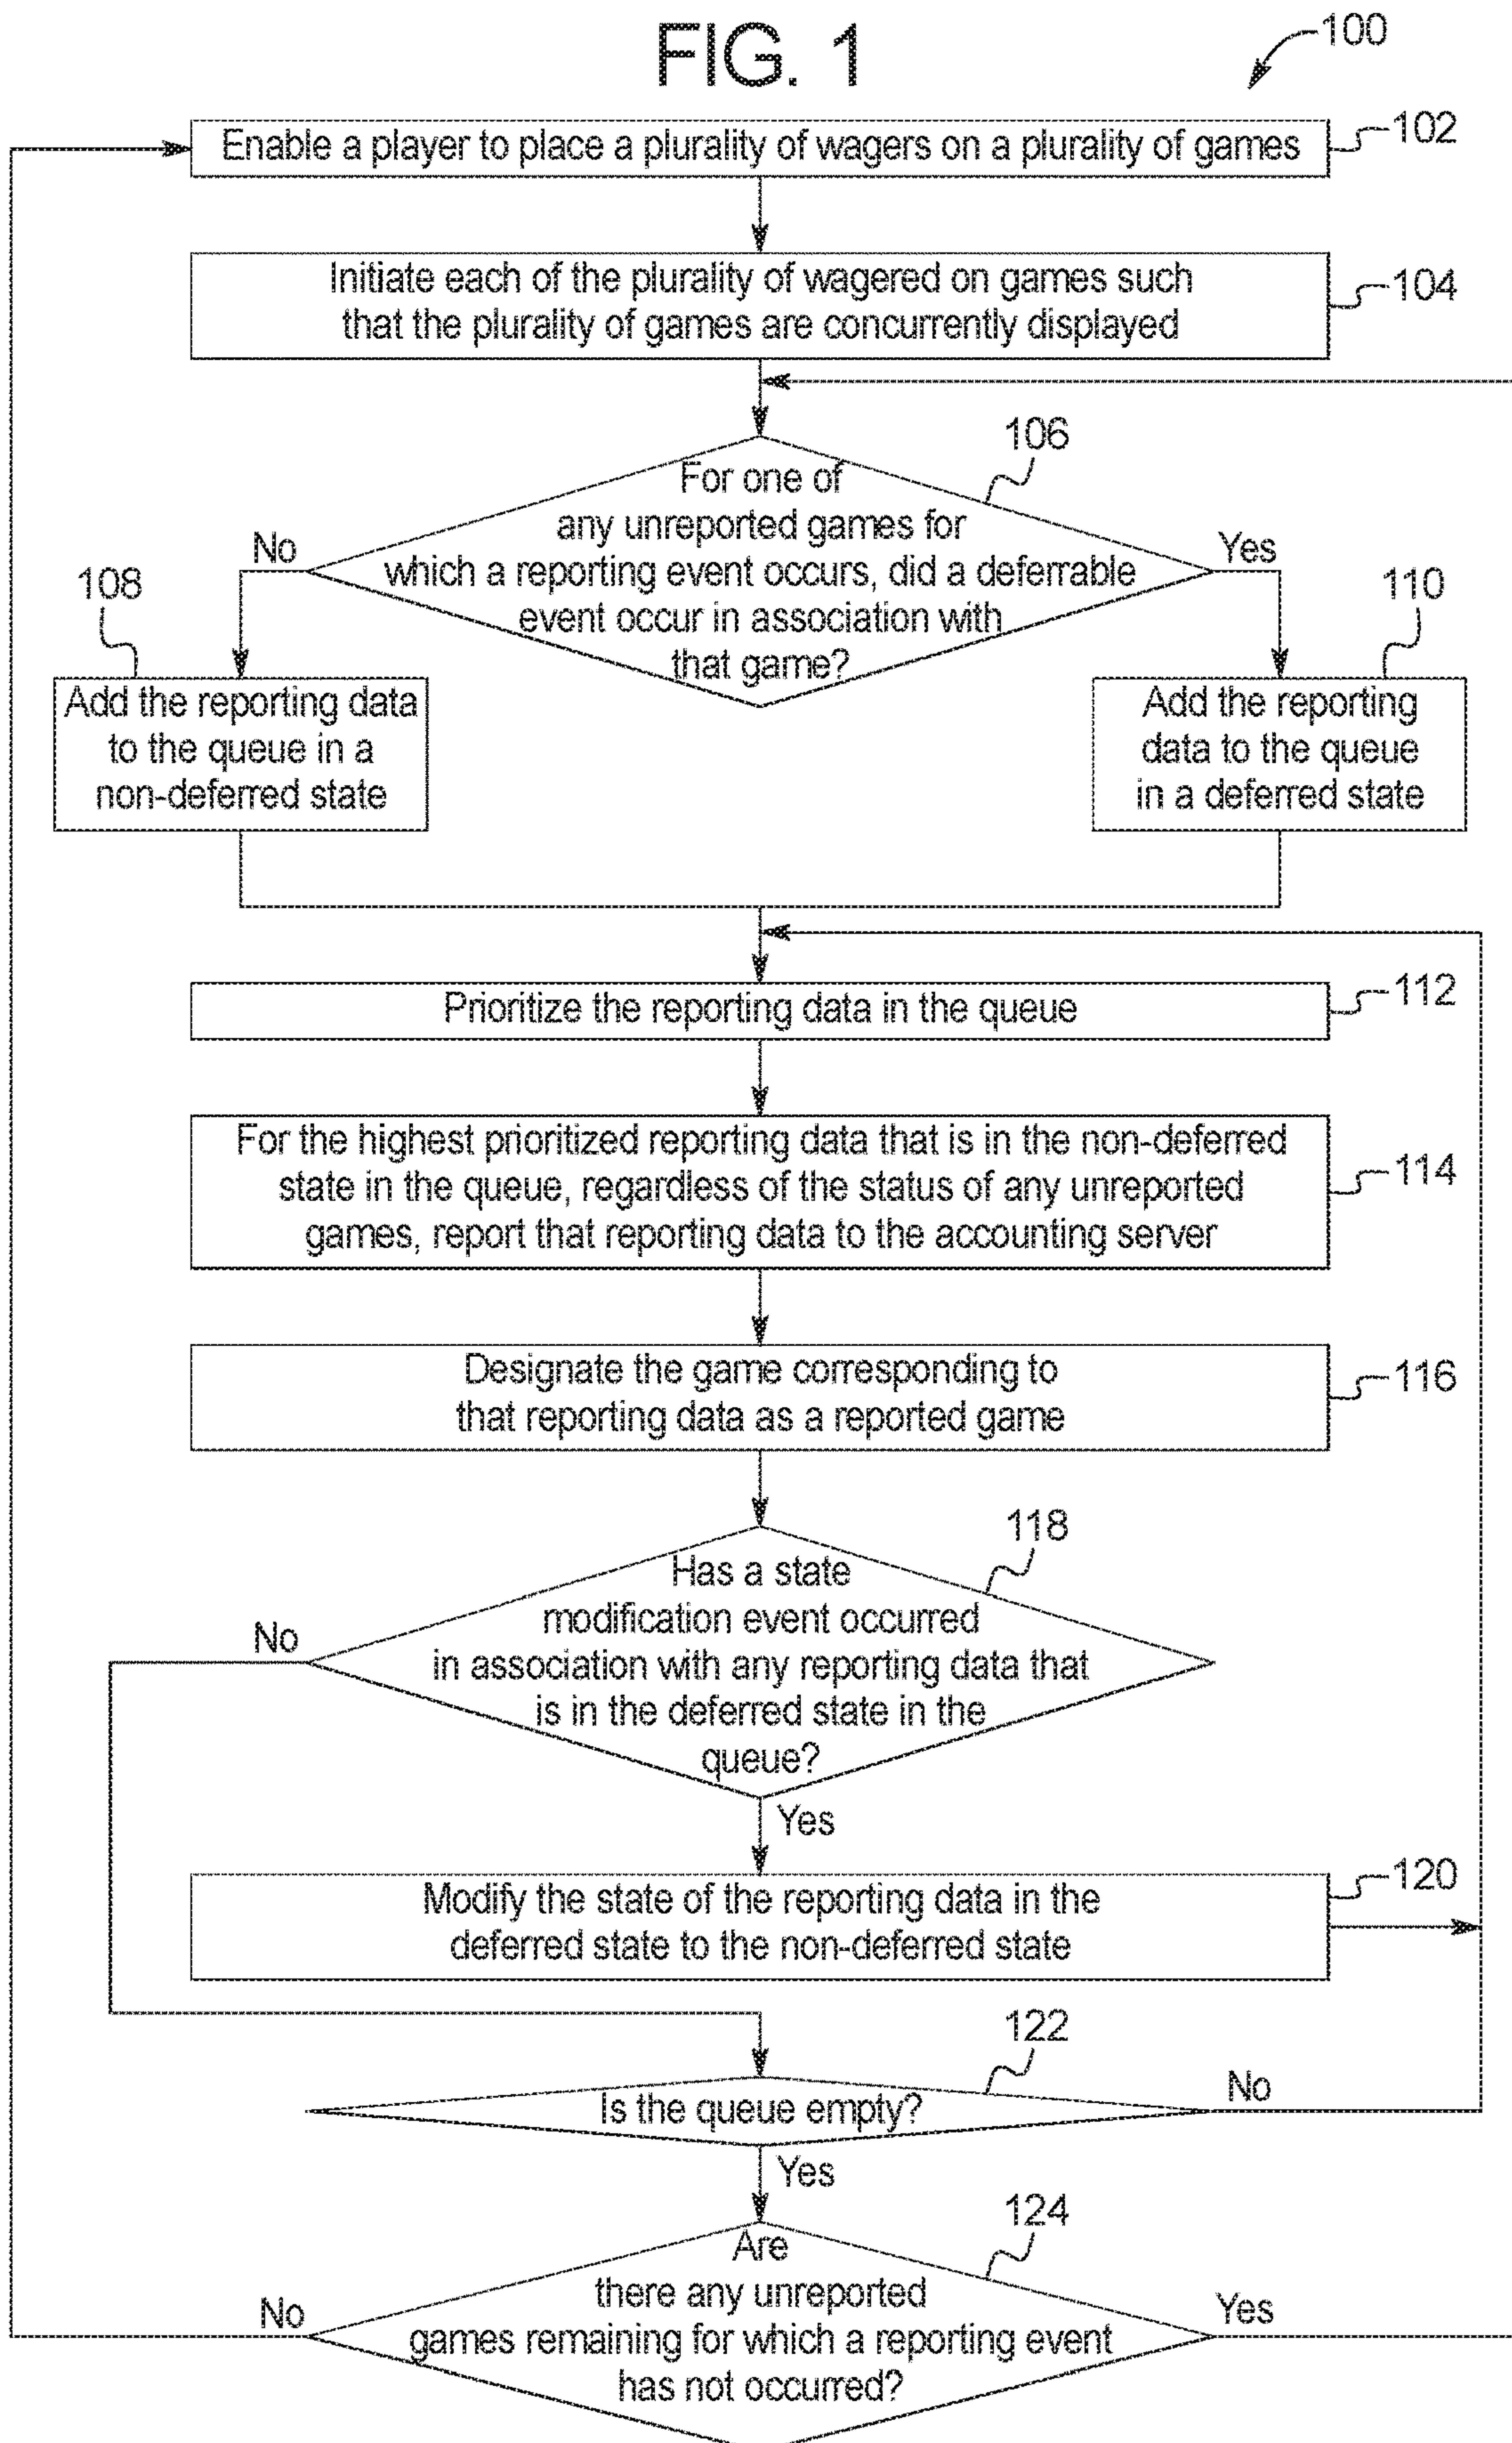 FIG. 1
100
Enable a player to place a plurality of wagers on a plurality of games
102
Initiate each of the plurality of wagered on games such
that the plurality of games are concurrently displayed
104
106
For one of
any unreported games for
which a reporting event occurs, did a deferrable
event occur in association with
that game?
No
Yes
108
110
Add the reporting data
to the queue in a
non-deferred state
Add the reporting
data to the queue
in a deferred state
Prioritize the reporting data in the queue
112
For the highest prioritized reporting data that is in the non-deferred
state in the queue, regardless of the status of any unreported
games, report that reporting data to the accounting server
114
Designate the game corresponding to
that reporting data as a reported game
116
118
Has a state
modification event occurred
in association with any reporting data that
is in the deferred state in the
queue?
No
Yes
Modify the state of the reporting data in the
deferred state to the non-deferred state
120
122
Is the queue empty?
No
Yes
124
Are
there any unreported
games remaining for which a reporting event
has not occurred?
No
Yes